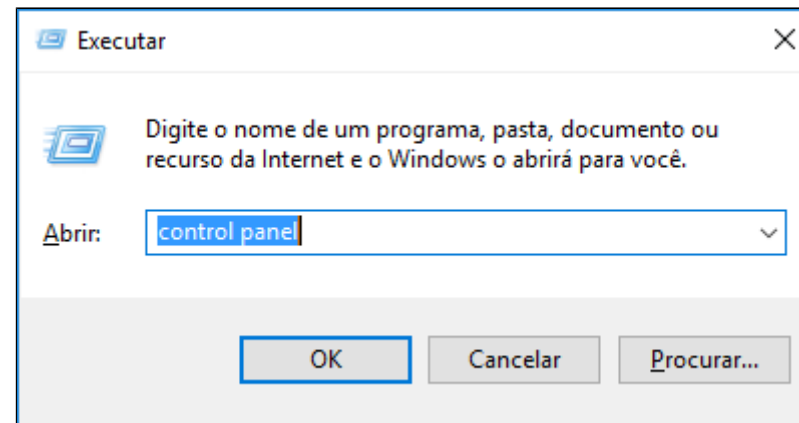 Executar
Digite o nome de um programa, pasta, documento ou
recurso da Internet e o Windows o abrirá para você.
Abrir: control panel
OK Cancelar Procurar...